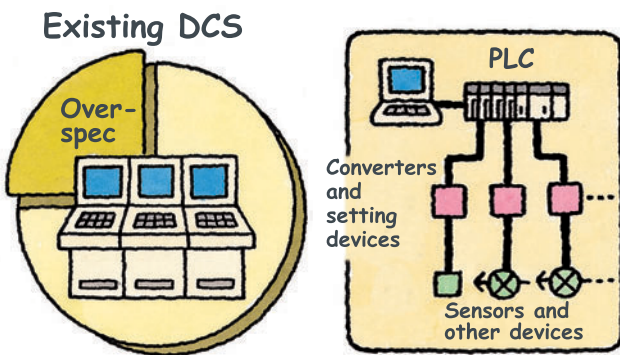 Existing DCS
Over-
spec
PLC
Converters
and
setting
devices
Sensors and
other devices